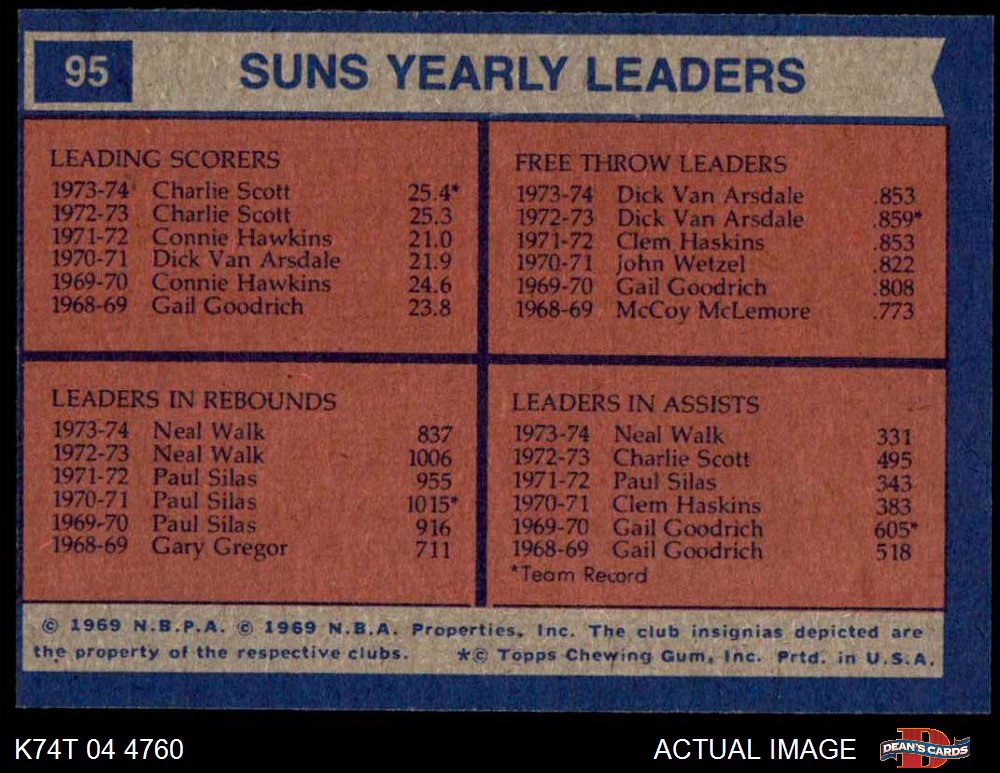 95 SUNS YEARLY LEADERS
LEADING SCORERS
1973-74 Charlie Scott 25.4*
1972-73 Charlie Scott 25.3
1971-72 Connie Hawkins 21.0
1970-71 Dick Van Arsdale 21.9
1969-70 Connie Hawkins 24.6
1968-69 Gail Goodrich 23.8
FREE THROW LEADERS
1973-74 Dick Van Arsdale .853
1972-73 Dick Van Arsdale .859*
1971-72 Clem Haskins .853
1970-71 John Wetzel .822
1969-70 Gail Goodrich .808
1968-69 McCoy McLemore .773
LEADERS IN REBOUNDS
1973-74 Neal Walk 837
1972-73 Neal Walk 1006
1971-72 Paul Silas 955
1970-71 Paul Silas 1015*
1969-70 Paul Silas 916
1968-69 Gary Gregor 711
LEADERS IN ASSISTS
1973-74 Neal Walk 331
1972-73 Charlie Scott 495
1971-72 Paul Silas 343
1970-71 Clem Haskins 383
1969-70 Gail Goodrich 605*
1968-69 Gail Goodrich 518
*Team Record
© 1969 N.B.P.A. © 1969 N.B.A. Properties, Inc. The club insignias depicted are
the property of the respective clubs. *© Topps Chewing Gum, Inc. Prtd. in U.S.A.
K74T 04 4760 ACTUAL IMAGE D DEAN'S CARDS